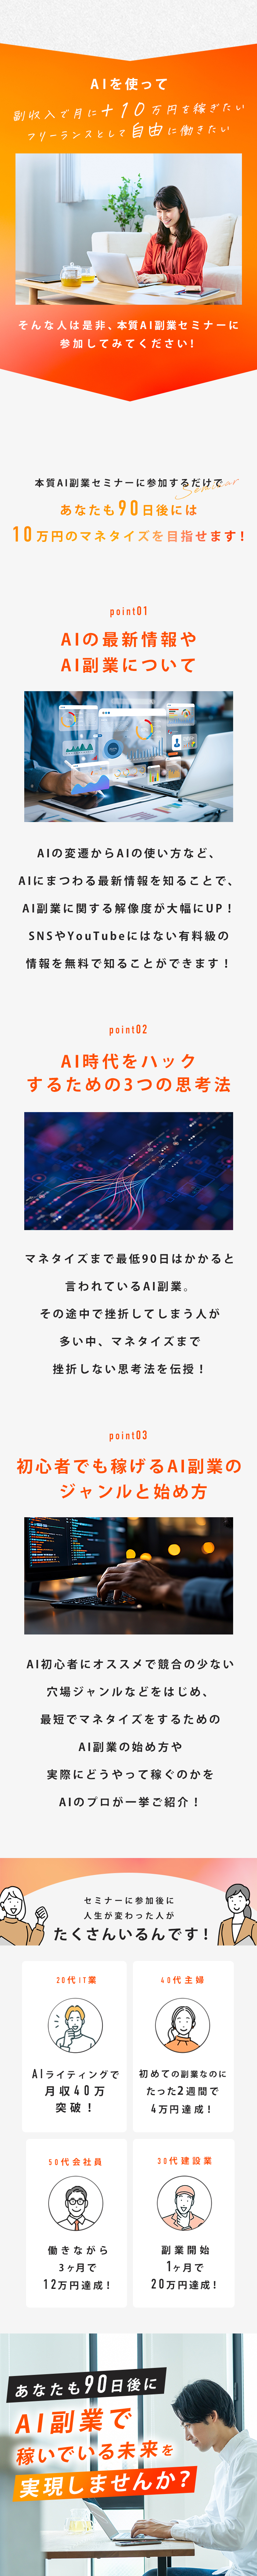 AIを使って
副収入で月に+10万円を稼ぎたい
フリーランスとして自由に働きたい
そんな人は是非、本質AI副業セミナーに
参加してみてください!
本質AI副業セミナーに参加するだけで
Seminar
あなたも90日後には
10万円のマネタイズを目指せます!
point01
AIの最新情報や
AI副業について
AIの変遷からAIの使い方など、
AIにまつわる最新情報を知ることで、
AI副業に関する解像度が大幅にUP!
SNSやYouTubeにはない有料級の
情報を無料で知ることができます!
point02
AI時代をハック
するための3つの思考法
マネタイズまで最低90日はかかると
言われているAI副業。
その途中で挫折してしまう人が
多い中、マネタイズまで
挫折しない思考法を伝授!
point03
初心者でも稼げるAI副業の
ジャンルと始め方
AI初心者にオススメで競合の少ない
穴場ジャンルなどをはじめ、
最短でマネタイズをするための
AI副業の始め方や
実際にどうやって稼ぐのかを
AIのプロが一挙ご紹介!
セミナーに参加後に
人生が変わった人が
たくさんいるんです!
20代IT業
AIライティングで
月収40万
突破!
40代主婦
初めての副業なのに
たった2週間で
4万円達成!
50代会社員
働きながら
3ヶ月で
12万円達成!
30代建設業
副業開始
1ヶ月で
20万円達成!
あなたも90日後に
AI副業で
稼いでいる未来を
実現しませんか?